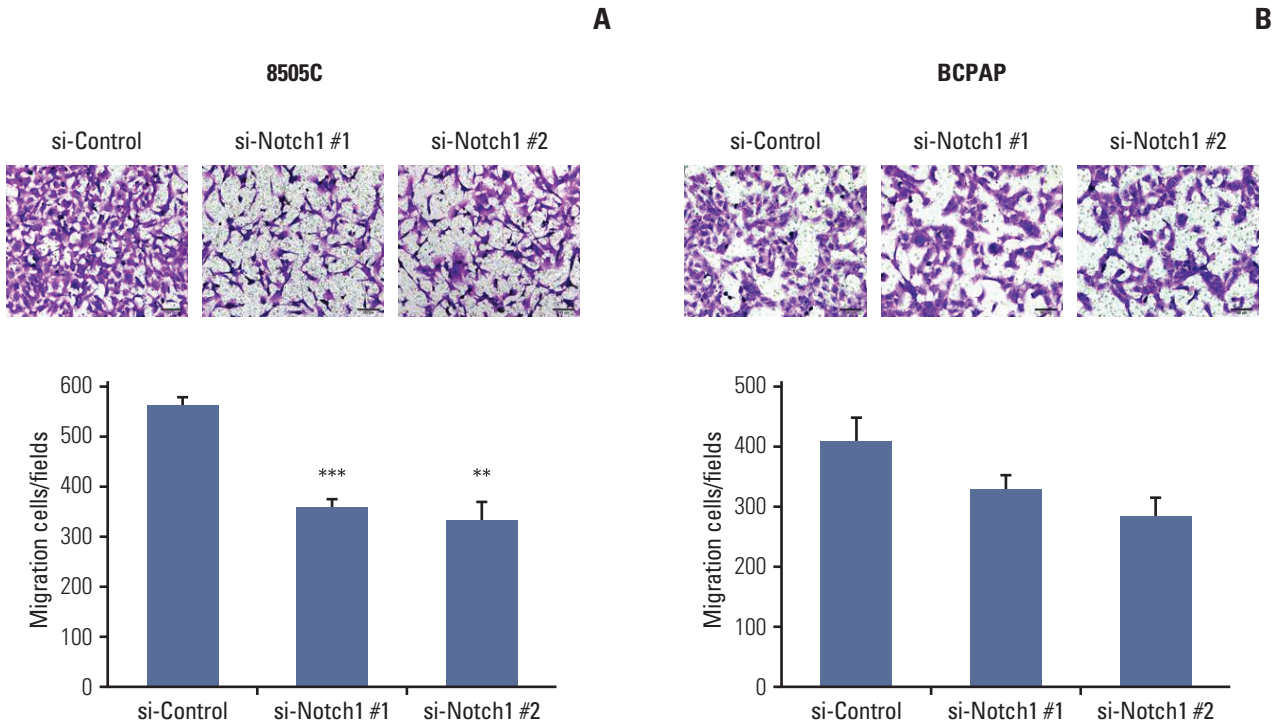 A
8505C
si-Control si-Notch1 #1 si-Notch1 #2
600
500
400
300
200
100
0
Migration cells/fields
***
**
si-Control si-Notch1 #1 si-Notch1 #2
B
BCPAP
si-Control si-Notch1 #1 si-Notch1 #2
500
400
300
200
100
0
Migration cells/fields
si-Control si-Notch1 #1 si-Notch1 #2